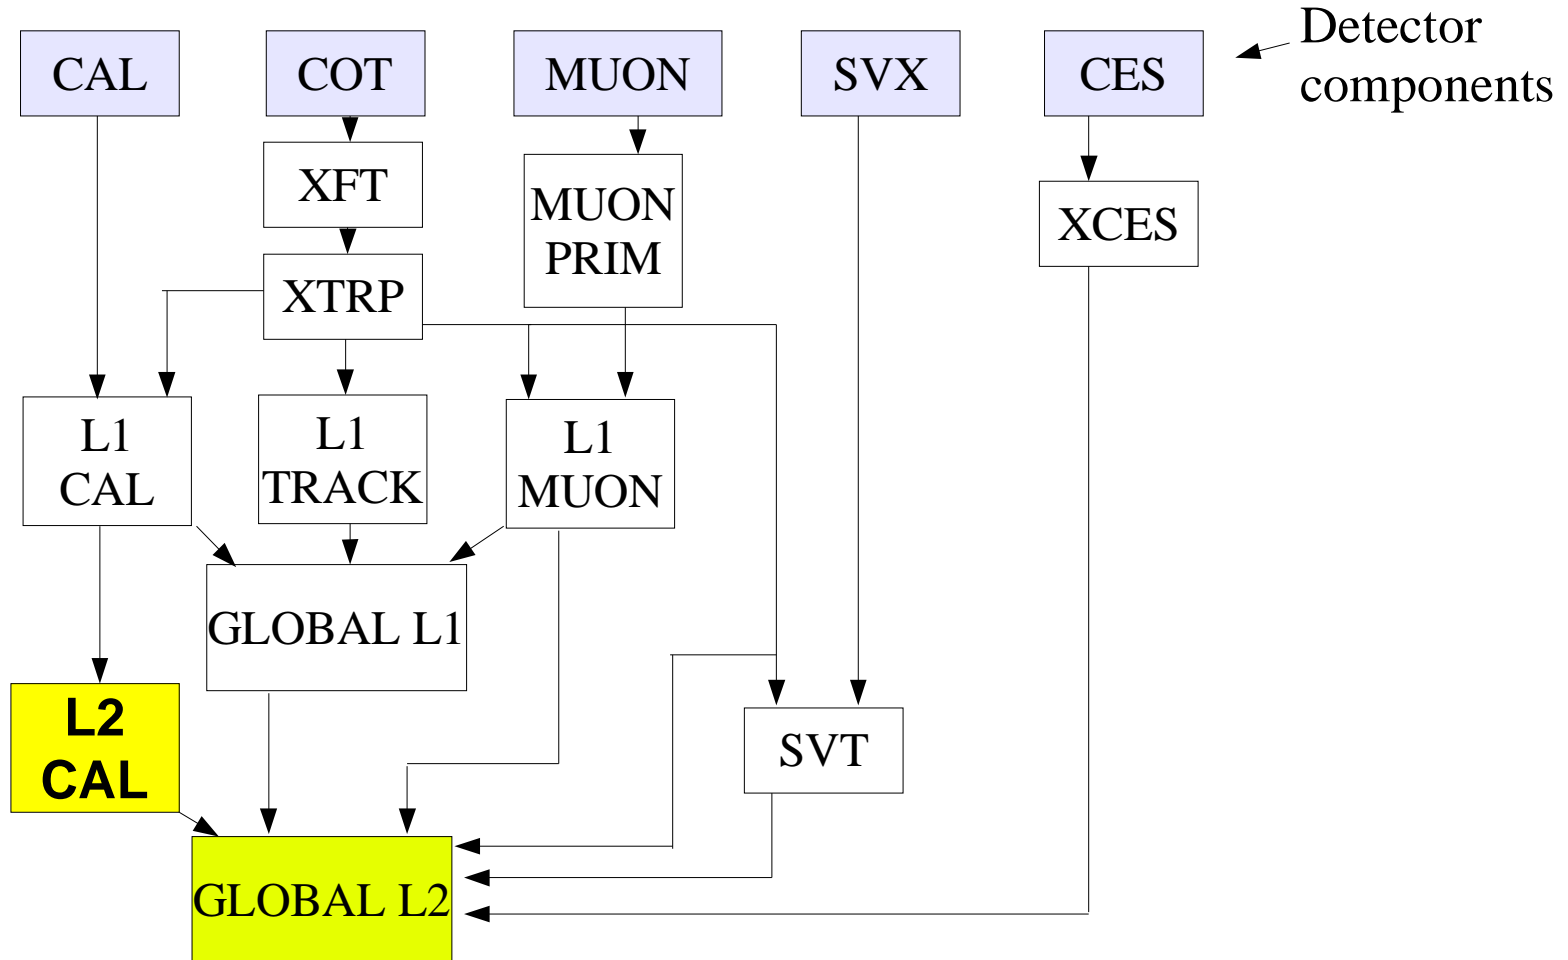 Detector
components
CAL
COT
MUON
SVX
CES
XFT
MUON
PRIM
XCES
XTRP
L1
CAL
L1
TRACK
L1
MUON
GLOBAL L1
L2
CAL
SVT
GLOBAL L2